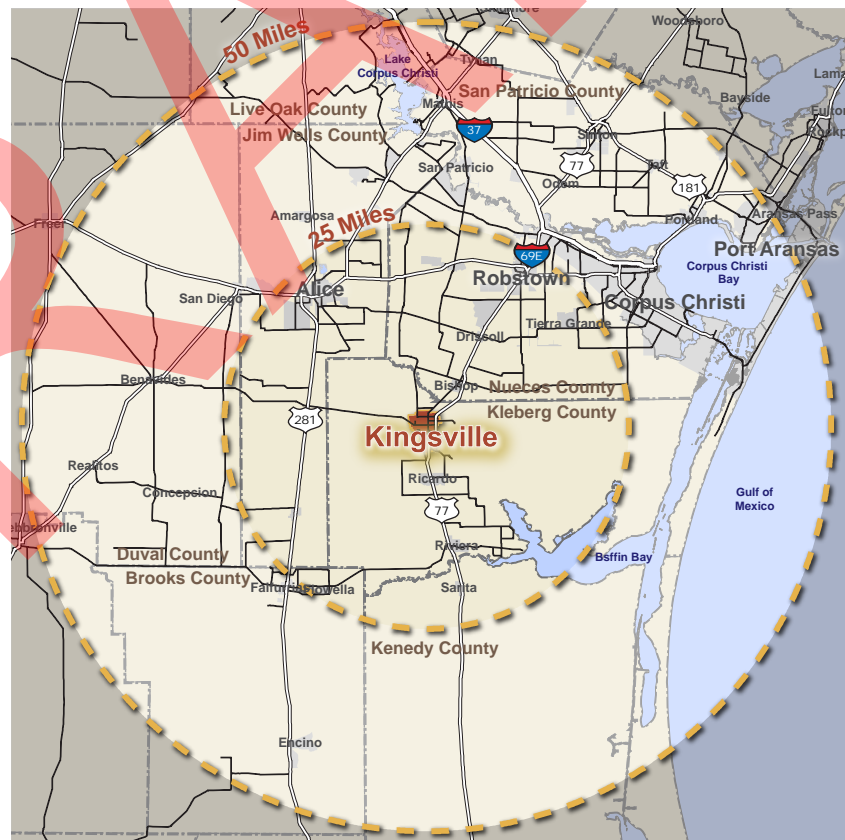 Woodsboro
50 Miles
Lake
Corpus Christi
Tynan
San Patricio County
Bayside
Mathis
Live Oak County
Jim Wells County
37
Sinton
77
San Patricio
Taft
Odem
181
Amargosa
25 Miles
Freer
Portland
Aransas Pass
Port Aransas
69E
Corpus Christi
Bay
Robstown
Alice
San Diego
Corpus Christi
Tierra Grande
Driscoll
Benavides
Bishop
Nueces County
Kleberg County
281
Kingsville
Realitos
Ricardo
Concepcion
Gulf of
Mexico
77
ebbronville
Riviera
Duval County
Bsffin Bay
Brooks County
Santa
Kenedy County
Encino